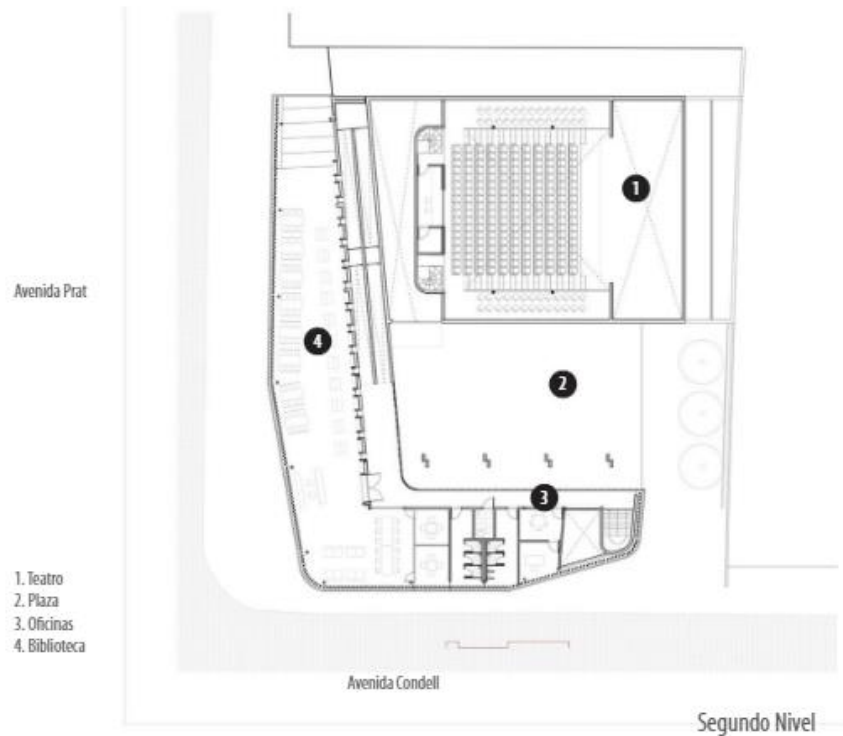 1
4
2
3
Avenida Prat
1. Teatro
2. Plaza
3. Oficinas
4. Biblioteca
Avenida Condell
Segundo Nivel